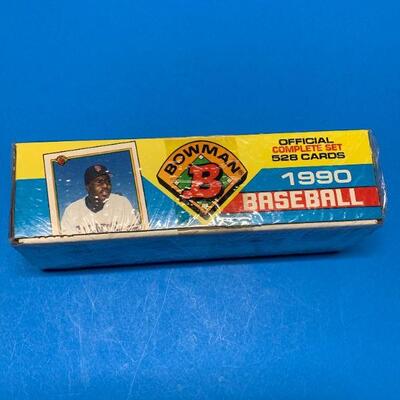 BOWMAN
B
OFFICIAL
COMPLETE SET
528 CARDS
1990
BASEBALL